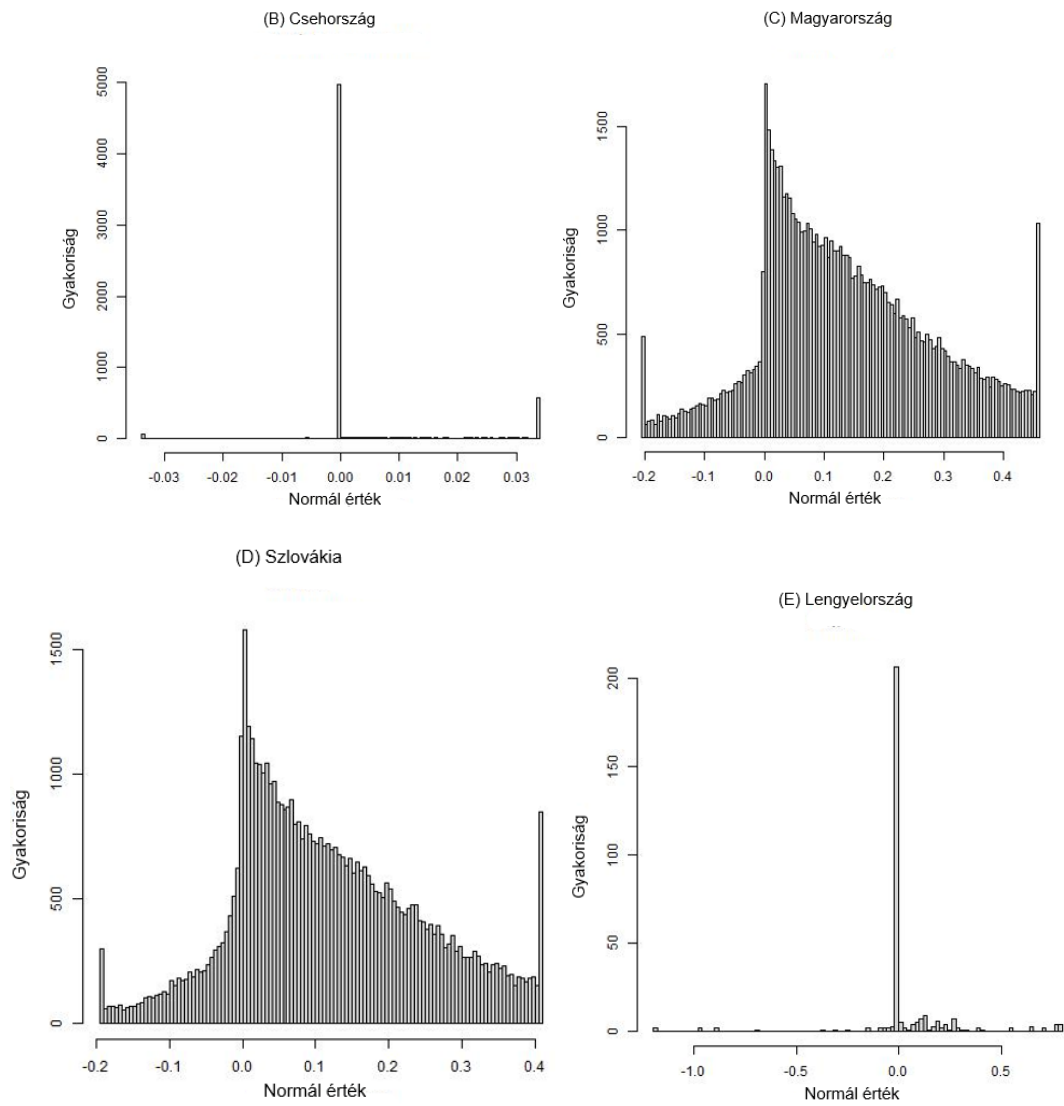 (B) Csehország
Gyakoriság
5000
4000
3000
2000
1000
0
-0.03 -0.02 -0.01 0.00 0.01 0.02 0.03
Normál érték
(C) Magyarország
Gyakoriság
1500
1000
500
0
-0.2 -0.1 0.0 0.1 0.2 0.3 0.4
Normál érték
(D) Szlovákia
Gyakoriság
1500
1000
500
0
-0.2 -0.1 0.0 0.1 0.2 0.3 0.4
Normál érték
(E) Lengyelország
Gyakoriság
200
150
100
50
0
-1.0 -0.5 0.0 0.5
Normál érték